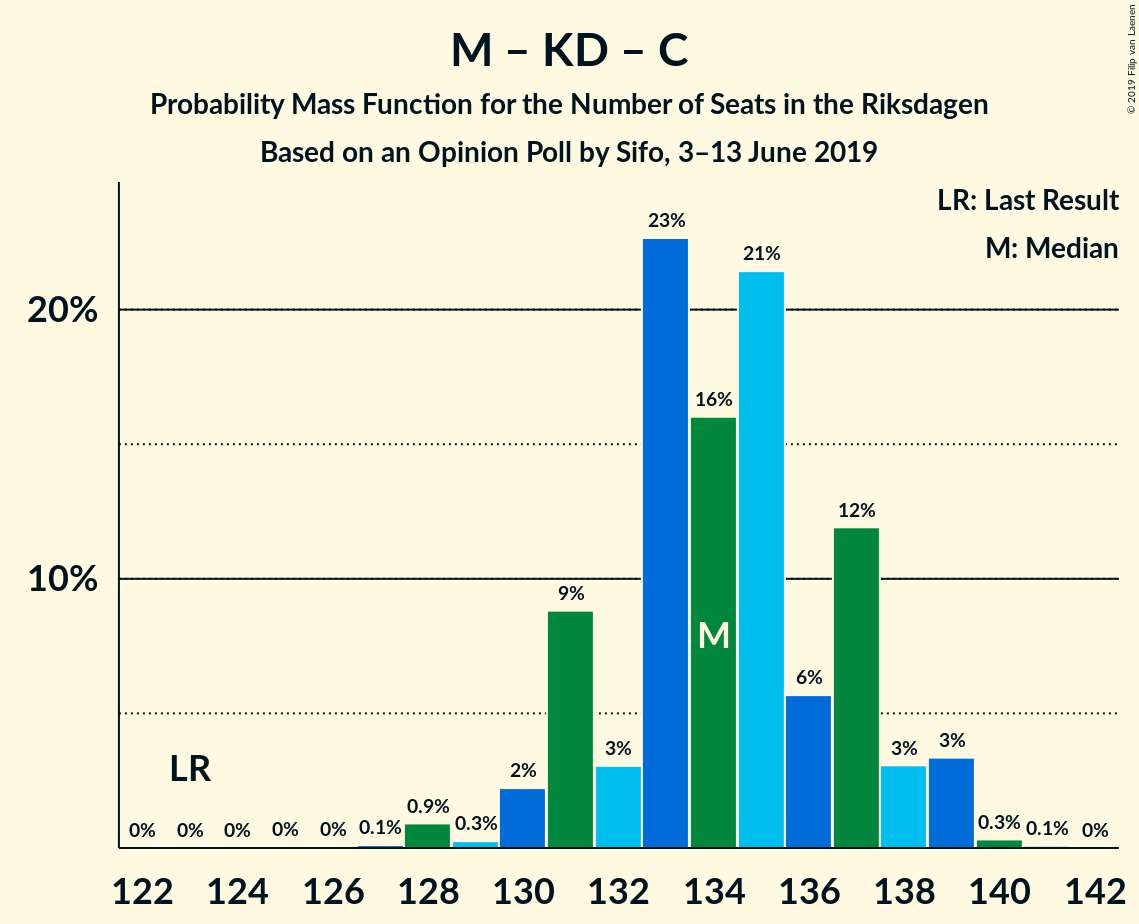 M – KD – C
Probability Mass Function for the Number of Seats in the Riksdagen
Based on an Opinion Poll by Sifo, 3–13 June 2019
© 2019 Filip van Laenen
LR: Last Result
M: Median
20%
10%
0%
0%
0%
0%
0%
0.1%
0.9%
0.3%
2%
9%
3%
23%
16%
21%
6%
12%
3%
3%
0.3%
0.1%
0%
LR
M
122 124 126 128 130 132 134 136 138 140 142